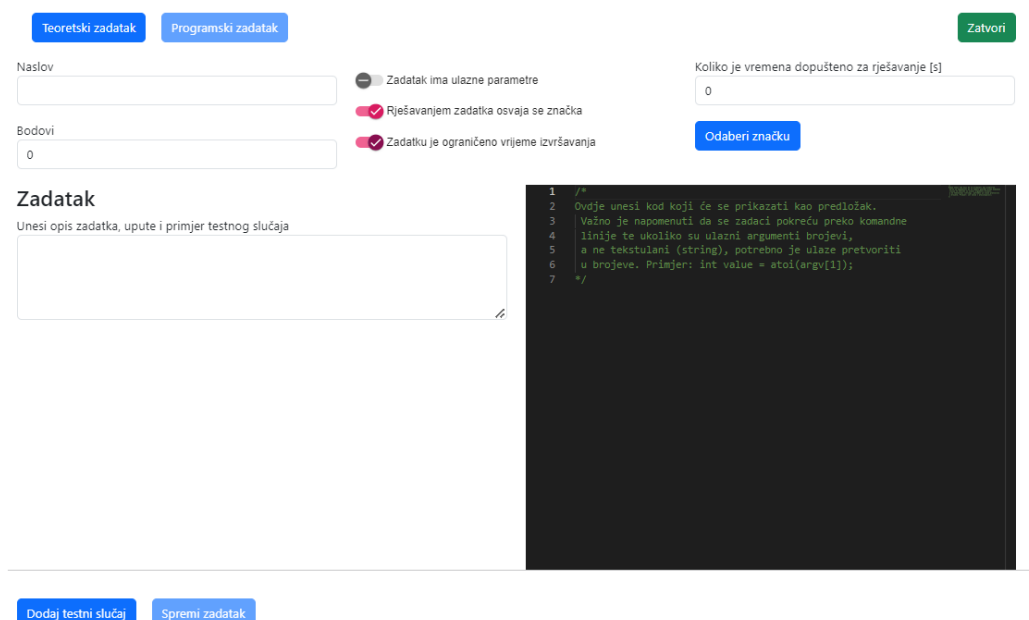 Teoretski zadatak
Programski zadatak
Zatvori
Naslov
Zadatak ima ulazne parametre
Koliko je vremena dopušteno za rješavanje [s]
0
Rješavanjem zadatka osvaja se značka
Bodovi
Zadatku je ograničeno vrijeme izvršavanja
Odaberi značku
0
Zadatak
Unesi opis zadatka, upute i primjer testnog slučaja
1 /*
2 Ovdje unesi kod koji će se prikazati kao predložak.
3 Važno je napomenuti da se zadaci pokreću preko komandne
4 linije te ukoliko su ulazni argumenti brojevi,
5 a ne tekstulani (string), potrebno je ulaze pretvoriti
6 u brojeve. Primjer: int value = atoi(argv[1]);
7 */
Dodaj testni slučaj
Spremi zadatak